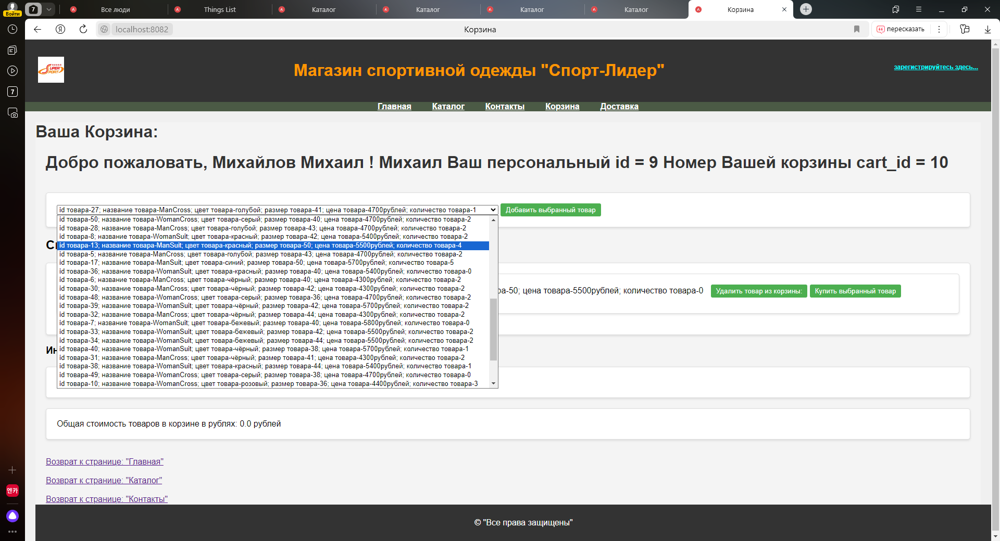 Войти
7
Все люди
Things List
Каталог
Каталог
Каталог
Каталог
Корзина
Я
localhost:8082
Корзина
пересказать
7
SUPER
PORT
Магазин спортивной одежды "Спорт-Лидер"
зарегистрируйтесь здесь...
Главная
Каталог
Контакты
Корзина
Доставка
Ваша Корзина:
Добро пожаловать, Михайлов Михаил ! Михаил Ваш персональный id = 9 Номер Вашей корзины cart_id = 10
id товара-27; название товара-ManCross; цвет товара-голубой; размер товара-41; цена товара-4700рублей; количество товара-1
Добавить выбранный товар
id товара-50; название товара-WomanCross; цвет товара-серый; размер товара-40; цена товара-4700рублей; количество товара-2
id товара-28; название товара-ManCross; цвет товара-голубой; размер товара-43; цена товара-4700рублей; количество товара-2
id товара-8; название товара-WomanSuit; цвет товара-красный; размер товара-42; цена товара-5400рублей; количество товара-2
id товара-13; название товара-ManSuit; цвет товара-красный; размер товара-50; цена товара-5500рублей; количество товара-4
id товара-5; название товара-ManCross; цвет товара-голубой; размер товара-43; цена товара-4700рублей; количество товара-2
id товара-17; название товара-ManSuit; цвет товара-синий; размер товара-50; цена товара-5700рублей; количество товара-5
id товара-36; название товара-WomanSuit; цвет товара-красный; размер товара-40; цена товара-5400рублей; количество товара-0
id товара-6; название товара-ManCross; цвет товара-чёрный; размер товара-40; цена товара-4300рублей; количество товара-2
id товара-30; название товара-ManCross; цвет товара-чёрный; размер товара-42; цена товара-4300рублей; количество товара-2
id товара-48; название товара-WomanCross; цвет товара-серый; размер товара-36; цена товара-4700рублей; количество товара-2
id товара-39; название товара-WomanSuit; цвет товара-чёрный; размер товара-42; цена товара-5700рублей; количество товара-2
id товара-32; название товара-ManCross; цвет товара-чёрный; размер товара-44; цена товара-4300рублей; количество товара-2
id товара-7; название товара-WomanSuit; цвет товара-бежевый; размер товара-40; цена товара-5800рублей; количество товара-0
id товара-33; название товара-WomanSuit; цвет товара-бежевый; размер товара-42; цена товара-5500рублей; количество товара-2
id товара-34; название товара-WomanSuit; цвет товара-бежевый; размер товара-44; цена товара-5500рублей; количество товара-2
id товара-40; название товара-WomanSuit; цвет товара-чёрный; размер товара-38; цена товара-5700рублей; количество товара-1
id товара-31; название товара-ManCross; цвет товара-чёрный; размер товара-41; цена товара-4300рублей; количество товара-2
id товара-38; название товара-WomanSuit; цвет товара-красный; размер товара-44; цена товара-5400рублей; количество товара-1
id товара-49; название товара-WomanCross; цвет товара-серый; размер товара-38; цена товара-4700рублей; количество товара-0
id товара-10; название товара-WomanCross; цвет товара-розовый; размер товара-36; цена товара-4400рублей; количество товара-3
ра-50; цена товара-5500рублей; количество товара-0
Удалить товар из корзины:
Купить выбранный товар
Общая стоимость товаров в корзине в рублях: 0.0 рублей
Возврат к странице: "Главная"
Возврат к странице: "Каталог"
Возврат к странице: "Контакты"
엔카
© "Все права защищены"